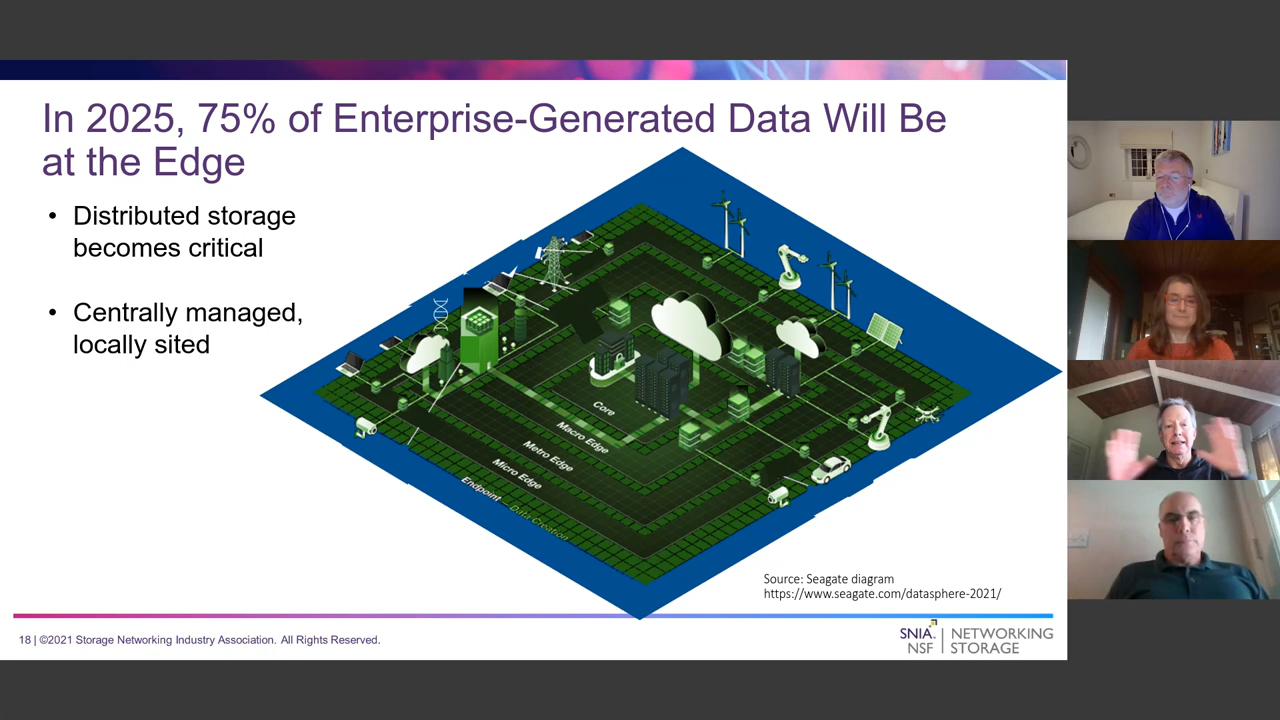 In 2025, 75% of Enterprise-Generated Data Will Be
at the Edge
• Distributed storage
becomes critical
• Centrally managed,
locally sited
Core
Macro Edge
Metro Edge
Micro Edge
Endpoint – Data Creation
Source: Seagate diagram
https://www.seagate.com/datasphere-2021/
18 | ©2021 Storage Networking Industry Association. All Rights Reserved.
SNIA. NETWORKING
NSF STORAGE